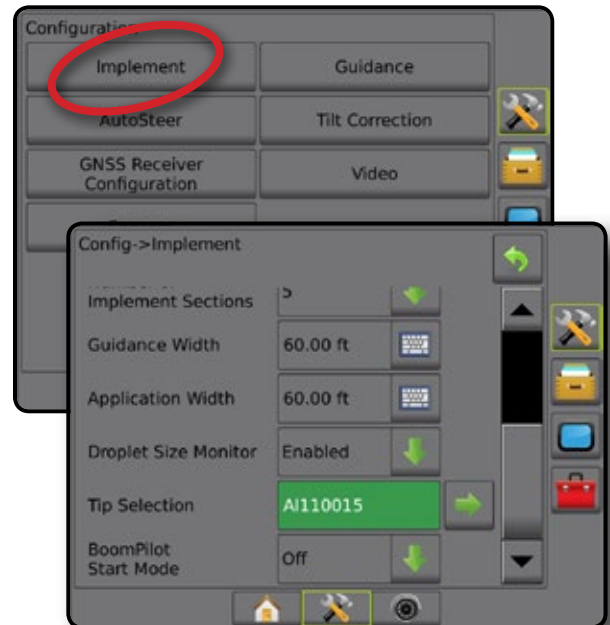 Configuration
Implement
Guidance
AutoSteer
Tilt Correction
GNSS Receiver
Configuration
Video
Config->Implement
Implement Sections
5
Guidance Width
60.00 ft
Application Width
60.00 ft
Droplet Size Monitor
Enabled
Tip Selection
AI110015
BoomPilot
Start Mode
Off